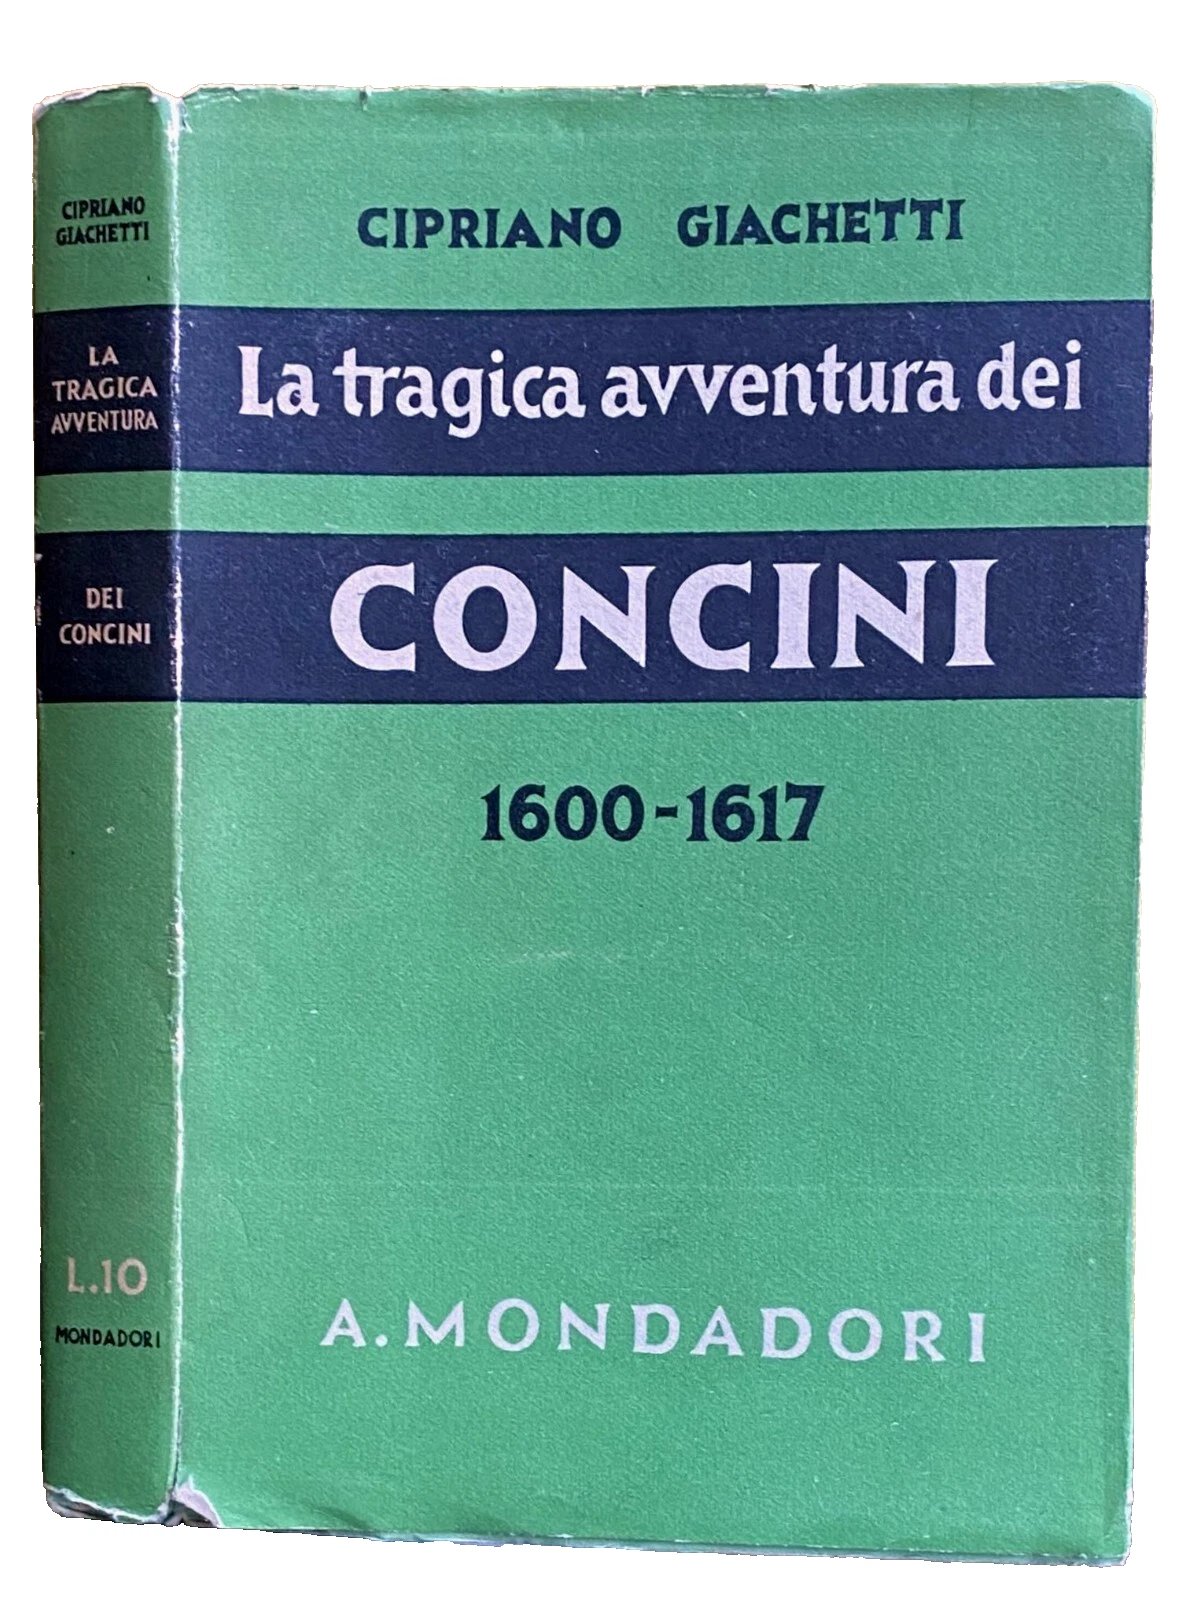 CIPRIANO
GIACHETTI
LA
TRAGICA
AVVENTURA
DEI
CONCINI
L.10
MONDADORI
CIPRIANO GIACHETTI
La tragica avventura dei
CONCINI
1600-1617
A. MONDADORI